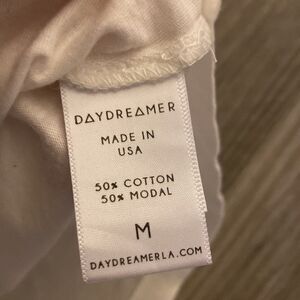 DAYDREAMER
MADE IN
USA
50% COTTON
50% MODAL
M
DAYDREAMERLA.COM